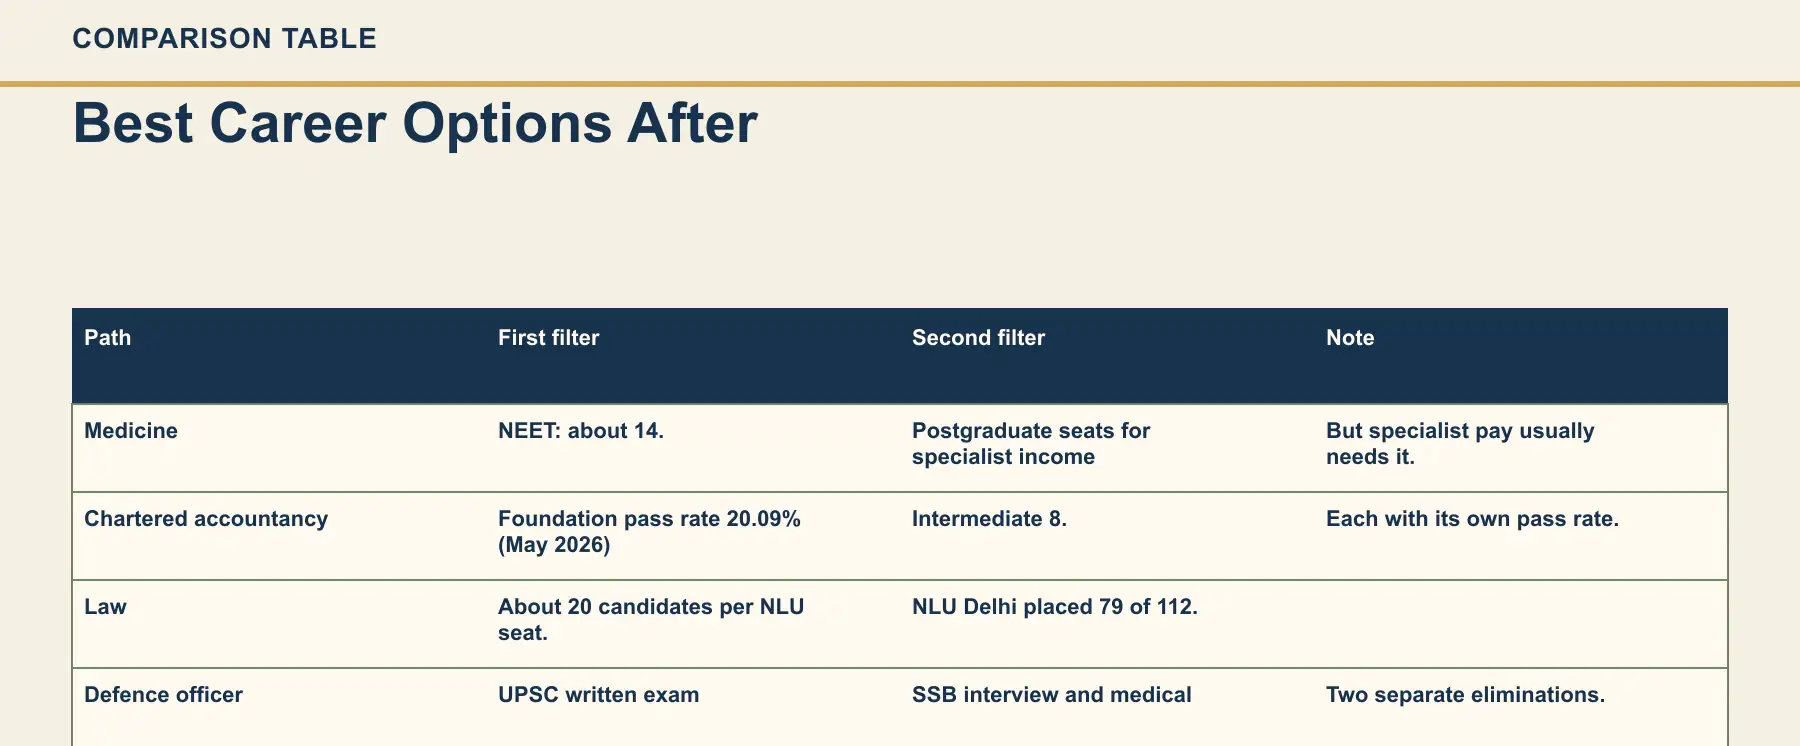 COMPARISON TABLE
Best Career Options After
Path First filter Second filter Note
Medicine NEET: about 14. Postgraduate seats for specialist income But specialist pay usually needs it.
Chartered accountancy Foundation pass rate 20.09% (May 2026) Intermediate 8. Each with its own pass rate.
Law About 20 candidates per NLU seat. NLU Delhi placed 79 of 112.
Defence officer UPSC written exam SSB interview and medical Two separate eliminations.